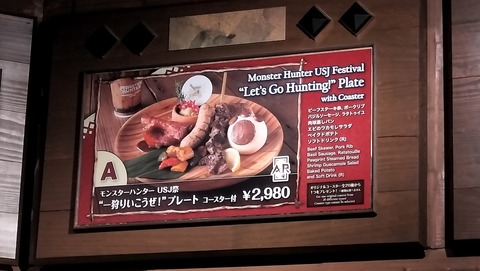 Monster Hunter USJ Festival
"Let's Go Hunting!" Plate
with Coaster
ビーフスネーキ串、ポークリブ
バジルソーセージ、ラタトゥイユ
肉球蒸しパン
エビのワカモレサラダ
ベイクドポテト
ソフトドリンク (R)
Beef Skewer, Pork Rib
Basil Sausage, Ratatouille
Pawprint Steamed Bread
Shrimp Guacamole Salad
Baked Potato
and Soft Drink (R)
A
AR
モンスターハンター USJ祭
"一狩りいこうぜ!"プレート コースター付 ¥2,980